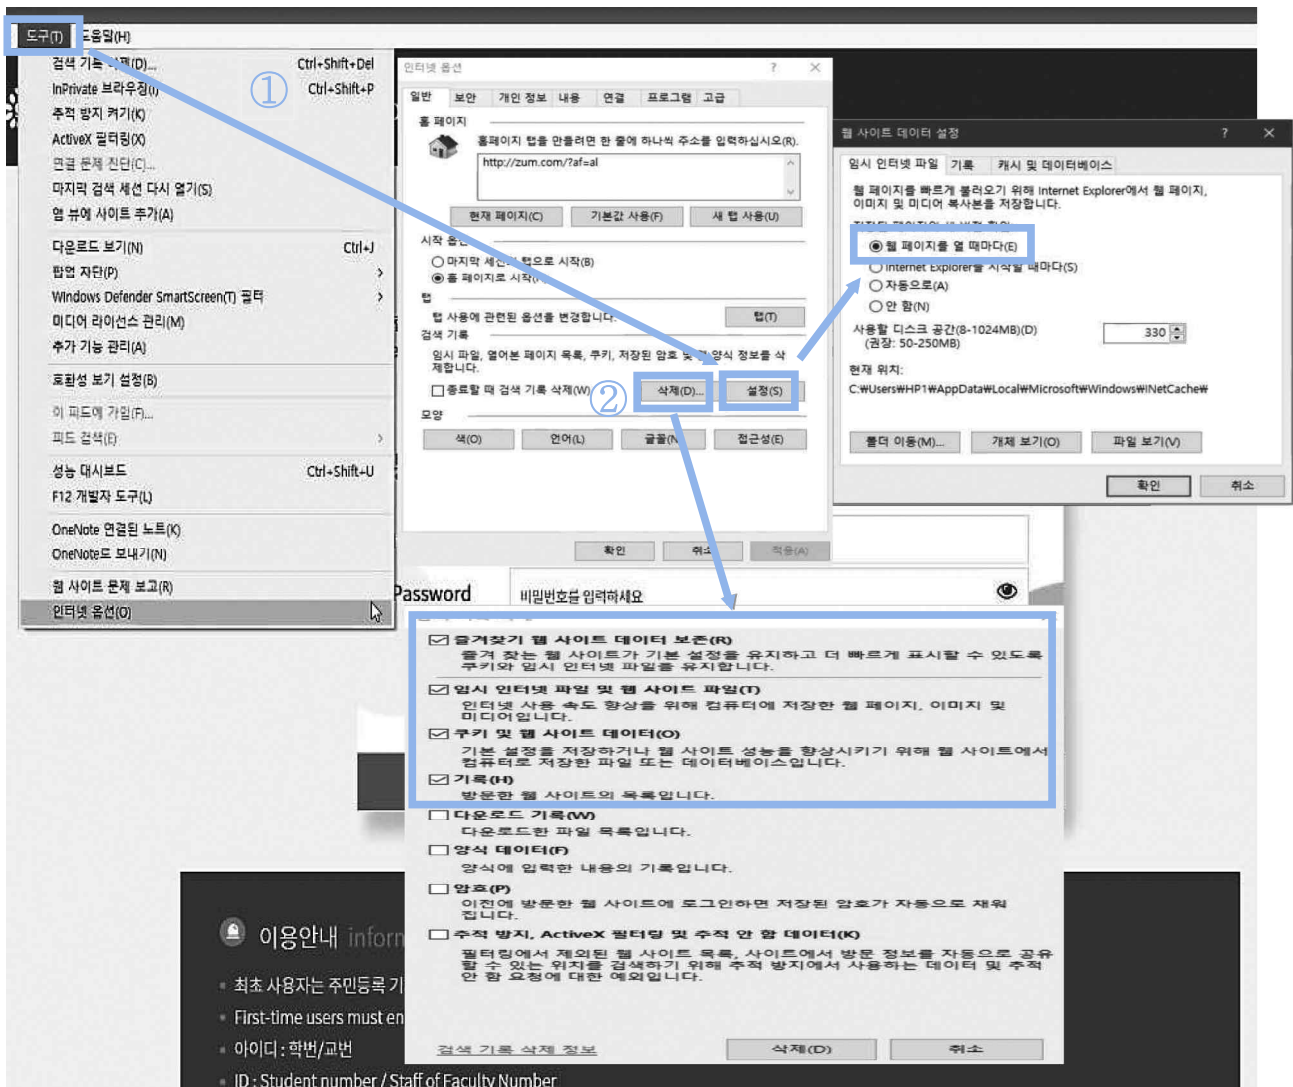 도구(T) 도움말(H)
검색 기록 삭제(D)... Ctrl+Shift+Del
InPrivate 브라우징(I) Ctrl+Shift+P
추적 방지 켜기(K)
ActiveX 필터링(X)
연결 문제 진단(C)...
마지막 검색 세션 다시 열기(S)
앱 뷰에 사이트 추가(A)
다운로드 보기(N) Ctrl+J
팝업 차단(P)
Windows Defender SmartScreen(T) 필터
미디어 라이선스 관리(M)
추가 기능 관리(A)
호환성 보기 설정(B)
이 피드에 가입(F)...
피드 검색(E)
성능 대시보드 Ctrl+Shift+U
F12 개발자 도구(L)
OneNote 연결된 노트(K)
OneNote로 보내기(N)
웹 사이트 문제 보고(R)
인터넷 옵션(O)
①
인터넷 옵션
일반 보안 개인 정보 내용 연결 프로그램 고급
홈 페이지
홈페이지 탭을 만들려면 한 줄에 하나씩 주소를 입력하십시오(R).
http://zum.com/?af=al
현재 페이지(C) 기본값 사용(F) 새 탭 사용(U)
시작 옵션
마지막 세션의 탭으로 시작(B)
홈 페이지로 시작(H)
탭
탭 사용에 관련된 옵션을 변경합니다. 탭(T)
검색 기록
임시 파일, 열어본 페이지 목록, 쿠키, 저장된 암호 및 웹 양식 정보를 삭
제합니다.
종료할 때 검색 기록 삭제(W)
②
삭제(D)... 설정(S)
모양
색(O) 언어(L) 글꼴(N) 접근성(E)
확인 취소 적용(A)
웹 사이트 데이터 설정
임시 인터넷 파일 기록 캐시 및 데이터베이스
웹 페이지를 빠르게 불러오기 위해 Internet Explorer에서 웹 페이지,
이미지 및 미디어 복사본을 저장합니다.
저장된 페이지의 새 버전 확인
웹 페이지를 열 때마다(E)
Internet Explorer를 시작할 때마다(S)
자동으로(A)
안 함(N)
사용할 디스크 공간(8-1024MB)(D) 330
(권장: 50-250MB)
현재 위치:
C:₩Users₩HP1₩AppData₩Local₩Microsoft₩Windows₩INetCache₩
폴더 이동(M)... 개체 보기(O) 파일 보기(V)
확인 취소
Password 비밀번호를 입력하세요
즐겨찾기 웹 사이트 데이터 보존(R)
즐겨 찾는 웹 사이트가 기본 설정을 유지하고 더 빠르게 표시할 수 있도록
쿠키와 임시 인터넷 파일을 유지합니다.
임시 인터넷 파일 및 웹 사이트 파일(T)
인터넷 사용 속도 향상을 위해 컴퓨터에 저장한 웹 페이지, 이미지 및
미디어입니다.
쿠키 및 웹 사이트 데이터(O)
기본 설정을 저장하거나 웹 사이트 성능을 향상시키기 위해 웹 사이트에서
컴퓨터로 저장한 파일 또는 데이터베이스입니다.
기록(H)
방문한 웹 사이트의 목록입니다.
다운로드 기록(W)
다운로드한 파일 목록입니다.
양식 데이터(F)
양식에 입력한 내용의 기록입니다.
암호(P)
이전에 방문한 웹 사이트에 로그인하면 저장된 암호가 자동으로 채워
집니다.
추적 방지, ActiveX 필터링 및 추적 안 함 데이터(K)
필터링에서 제외된 웹 사이트 목록, 사이트에서 방문 정보를 자동으로 공유
할 수 있는 위치를 검색하기 위해 추적 방지에서 사용하는 데이터 및 추적
안 함 요청에 대한 예외입니다.
검색 기록 삭제 정보 삭제(D) 취소
이용안내 inforn
최초 사용자는 주민등록 기
First-time users must en
아이디 : 학번/교번
ID : Student number / Staff of Faculty Number